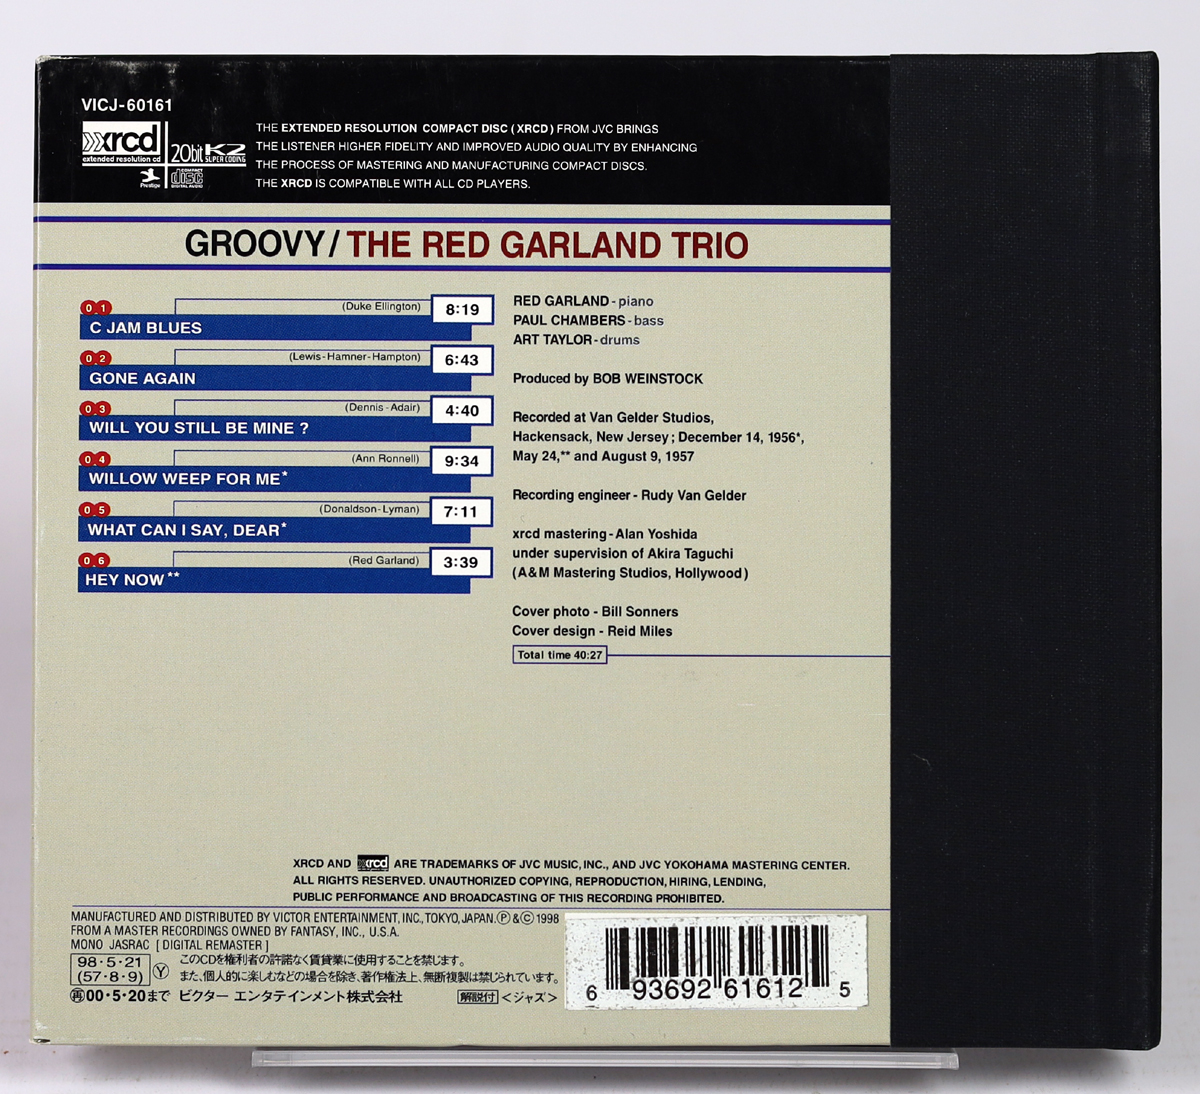 VICJ-60161
xrcd
extended resolution cd
20bit K2
SUPER CODING
Prestige
COMPACT
disc
DIGITAL AUDIO
THE EXTENDED RESOLUTION COMPACT DISC (XRCD) FROM JVC BRINGS
THE LISTENER HIGHER FIDELITY AND IMPROVED AUDIO QUALITY BY ENHANCING
THE PROCESS OF MASTERING AND MANUFACTURING COMPACT DISCS.
THE XRCD IS COMPATIBLE WITH ALL CD PLAYERS.
GROOVY/THE RED GARLAND TRIO
01 (Duke Ellington) 8:19
C JAM BLUES
02 (Lewis-Hamner-Hampton) 6:43
GONE AGAIN
03 (Dennis-Adair) 4:40
WILL YOU STILL BE MINE ?
04 (Ann Ronnell) 9:34
WILLOW WEEP FOR ME*
05 (Donaldson-Lyman) 7:11
WHAT CAN I SAY, DEAR*
06 (Red Garland) 3:39
HEY NOW**
RED GARLAND-piano
PAUL CHAMBERS-bass
ART TAYLOR-drums
Produced by BOB WEINSTOCK
Recorded at Van Gelder Studios,
Hackensack, New Jersey; December 14, 1956*,
May 24,** and August 9, 1957
Recording engineer - Rudy Van Gelder
xrcd mastering-Alan Yoshida
under supervision of Akira Taguchi
(A&M Mastering Studios, Hollywood)
Cover photo - Bill Sonners
Cover design - Reid Miles
Total time 40:27
XRCD AND xrcd ARE TRADEMARKS OF JVC MUSIC, INC., AND JVC YOKOHAMA MASTERING CENTER.
ALL RIGHTS RESERVED. UNAUTHORIZED COPYING, REPRODUCTION, HIRING, LENDING,
PUBLIC PERFORMANCE AND BROADCASTING OF THIS RECORDING PROHIBITED.
MANUFACTURED AND DISTRIBUTED BY VICTOR ENTERTAINMENT, INC., TOKYO, JAPAN. Ⓟ&Ⓒ 1998
FROM A MASTER RECORDINGS OWNED BY FANTASY, INC., U.S.A.
MONO JASRAC [DIGITAL REMASTER]
98·5·21
(57·8·9)
Ⓨ
このCDを権利者の許諾なく賃貸業に使用することを禁じます。
また、個人的に楽しむなどの場合を除き、著作権法上、無断複製は禁じられています。
再00·5·20まで ビクター エンタテインメント株式会社 解説付 <ジャズ>
6 93692 61612 5